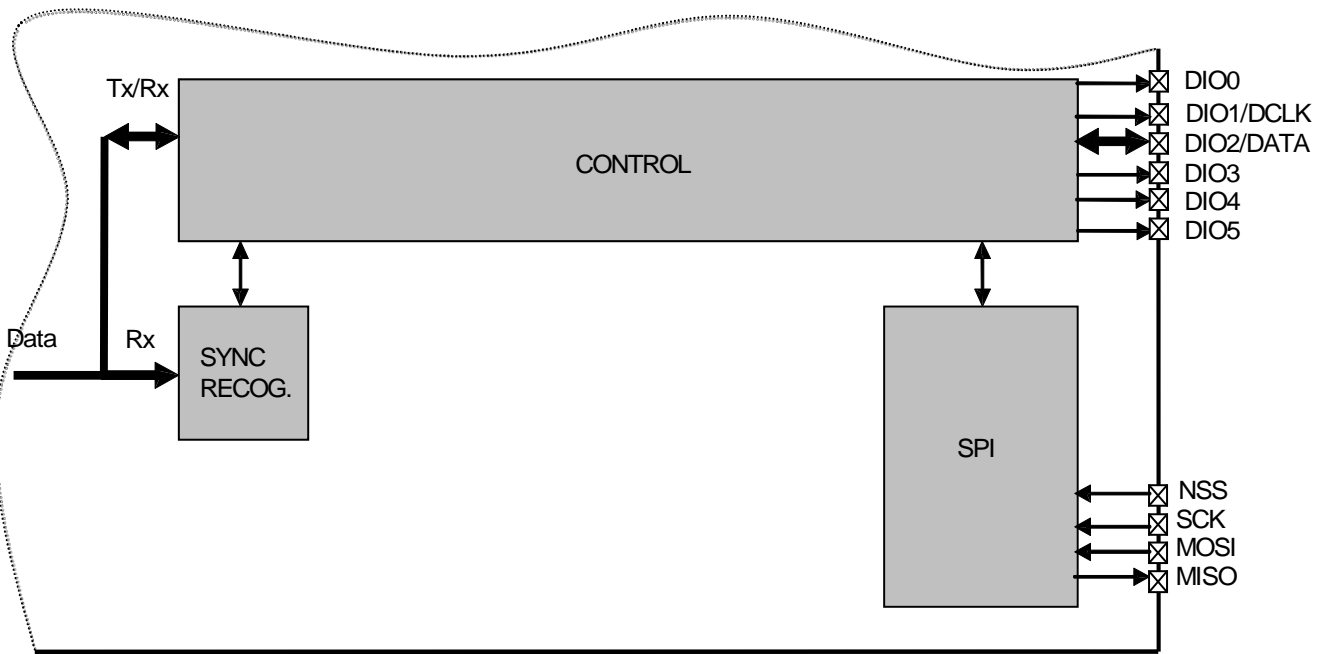 Tx/Rx
CONTROL
DIO0
DIO1/DCLK
DIO2/DATA
DIO3
DIO4
DIO5
Data
Rx
SYNC
RECOG.
SPI
NSS
SCK
MOSI
MISO